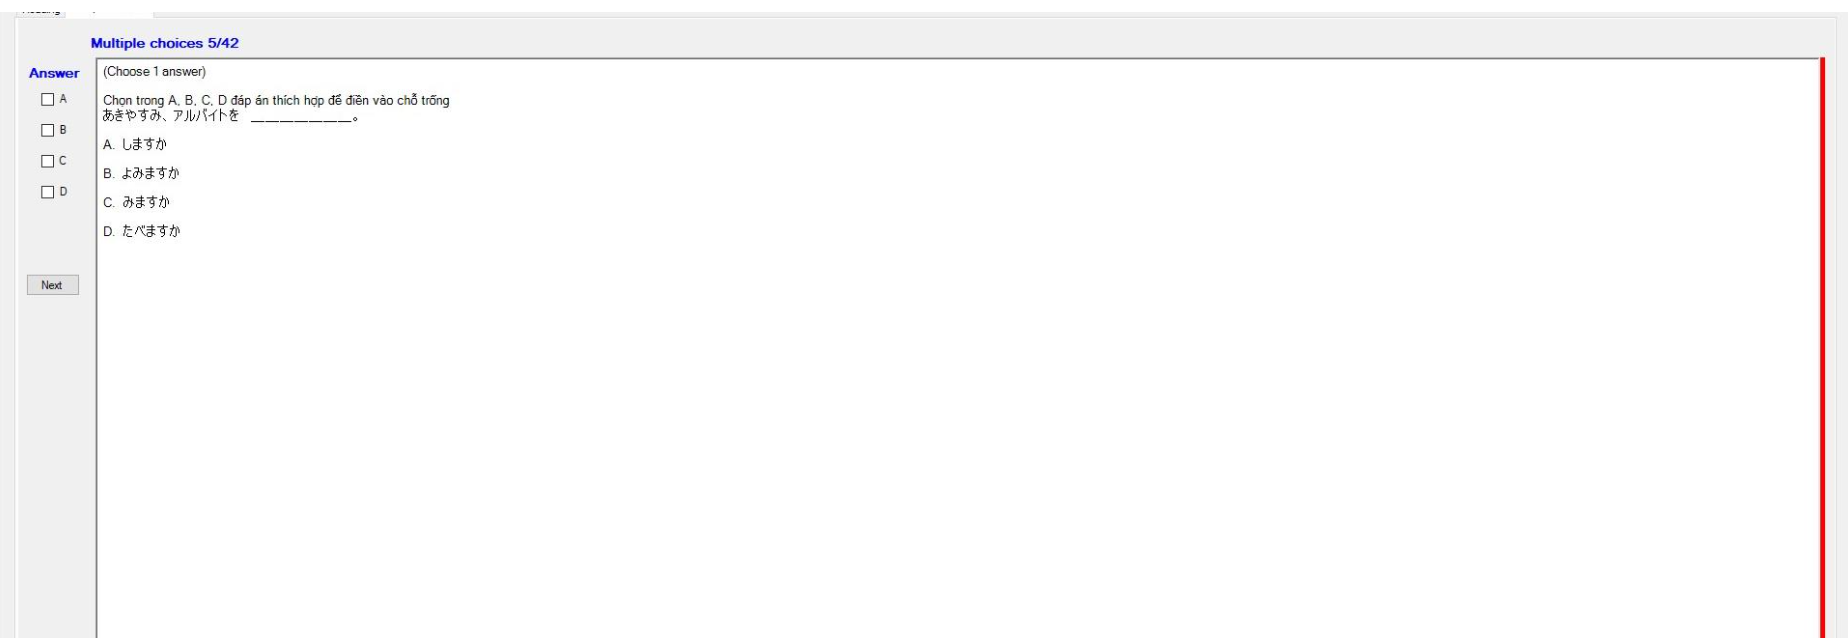 Multiple choices 5/42
Answer
(Choose 1 answer)
A
Chọn trong A, B, C, D đáp án thích hợp để điền vào chỗ trống
あきやすみ、アルバイトを ______________。
B
A. しますか
C
B. よみますか
D
C. みますか
D. たべますか
Next